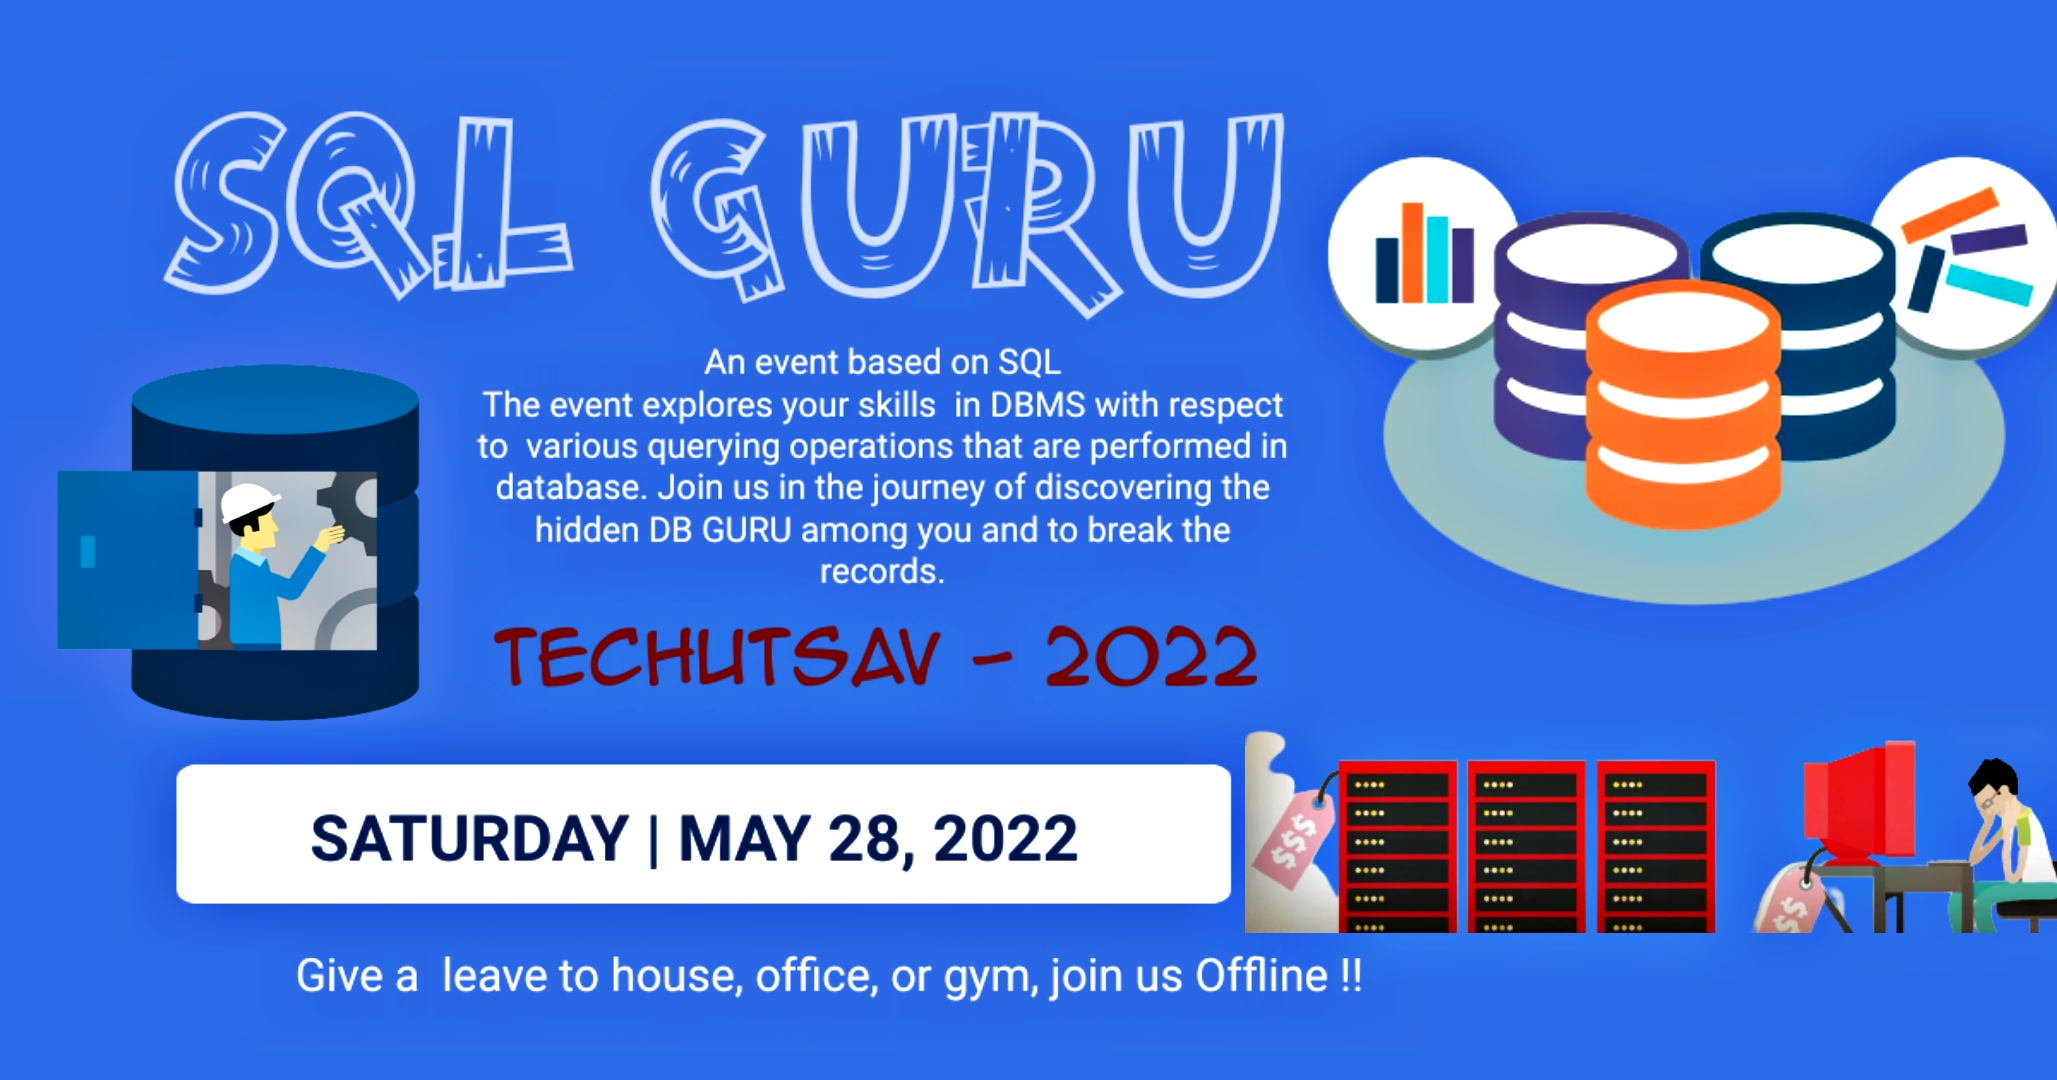 SQL GURU
An event based on SQL
The event explores your skills  in DBMS with respect
to  various querying operations that are performed in
database. Join us in the journey of discovering the
hidden DB GURU among you and to break the
records.
TECHUTSAV - 2022
SATURDAY | MAY 28, 2022
$$$
$$
Give a  leave to house, office, or gym, join us Offline !!